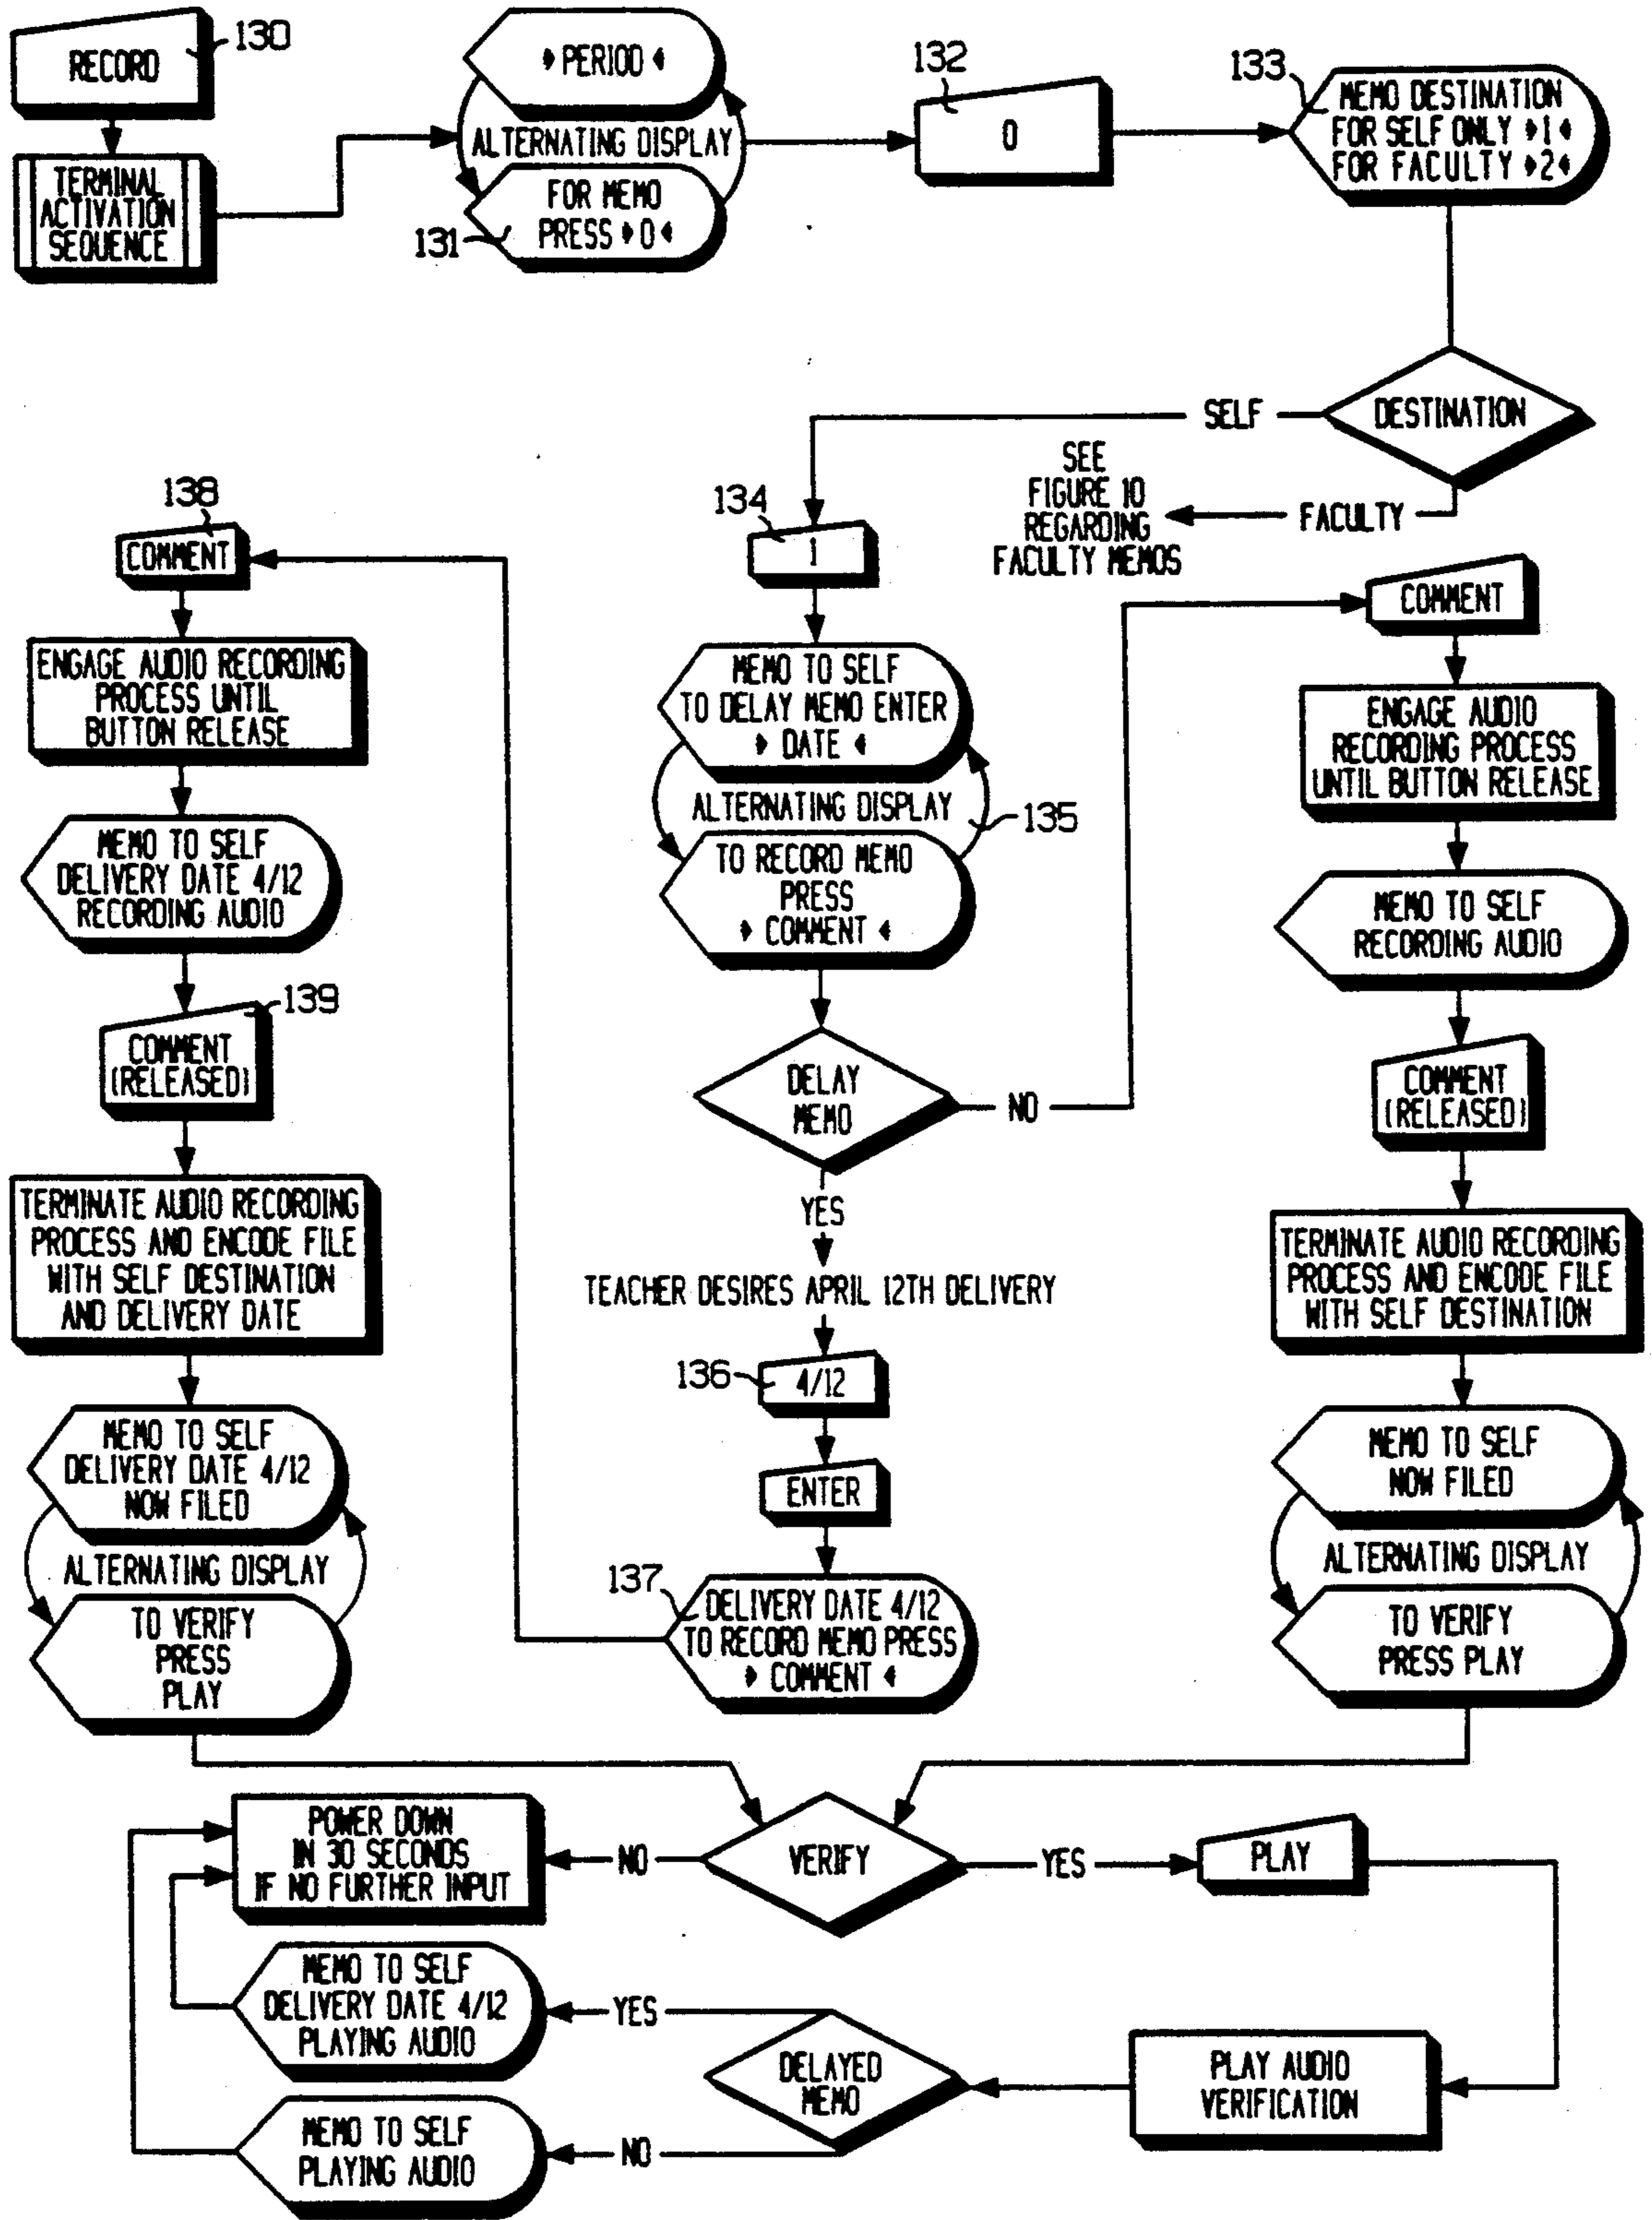 130
RECORD
TERMINAL
ACTIVATION
SEQUENCE
▸ PERIOD ◂
ALTERNATING DISPLAY
FOR MEMO
PRESS ▸0◂
131
132
0
133
MEMO DESTINATION
FOR SELF ONLY ▸1◂
FOR FACULTY ▸2◂
DESTINATION
SELF
FACULTY
SEE
FIGURE 10
REGARDING
FACULTY MEMOS
134
1
MEMO TO SELF
TO DELAY MEMO ENTER
▸ DATE ◂
ALTERNATING DISPLAY
135
TO RECORD MEMO
PRESS
▸ COMMENT ◂
DELAY
MEMO
NO
YES
TEACHER DESIRES APRIL 12TH DELIVERY
136
4/12
ENTER
137
DELIVERY DATE 4/12
TO RECORD MEMO PRESS
▸ COMMENT ◂
138
COMMENT
ENGAGE AUDIO RECORDING
PROCESS UNTIL
BUTTON RELEASE
MEMO TO SELF
DELIVERY DATE 4/12
RECORDING AUDIO
139
COMMENT
(RELEASED)
TERMINATE AUDIO RECORDING
PROCESS AND ENCODE FILE
WITH SELF DESTINATION
AND DELIVERY DATE
MEMO TO SELF
DELIVERY DATE 4/12
NOW FILED
ALTERNATING DISPLAY
TO VERIFY
PRESS
PLAY
COMMENT
ENGAGE AUDIO
RECORDING PROCESS
UNTIL BUTTON RELEASE
MEMO TO SELF
RECORDING AUDIO
COMMENT
(RELEASED)
TERMINATE AUDIO RECORDING
PROCESS AND ENCODE FILE
WITH SELF DESTINATION
MEMO TO SELF
NOW FILED
ALTERNATING DISPLAY
TO VERIFY
PRESS PLAY
VERIFY
NO
POWER DOWN
IN 30 SECONDS
IF NO FURTHER INPUT
YES
PLAY
PLAY AUDIO
VERIFICATION
DELAYED
MEMO
YES
MEMO TO SELF
DELIVERY DATE 4/12
PLAYING AUDIO
NO
MEMO TO SELF
PLAYING AUDIO